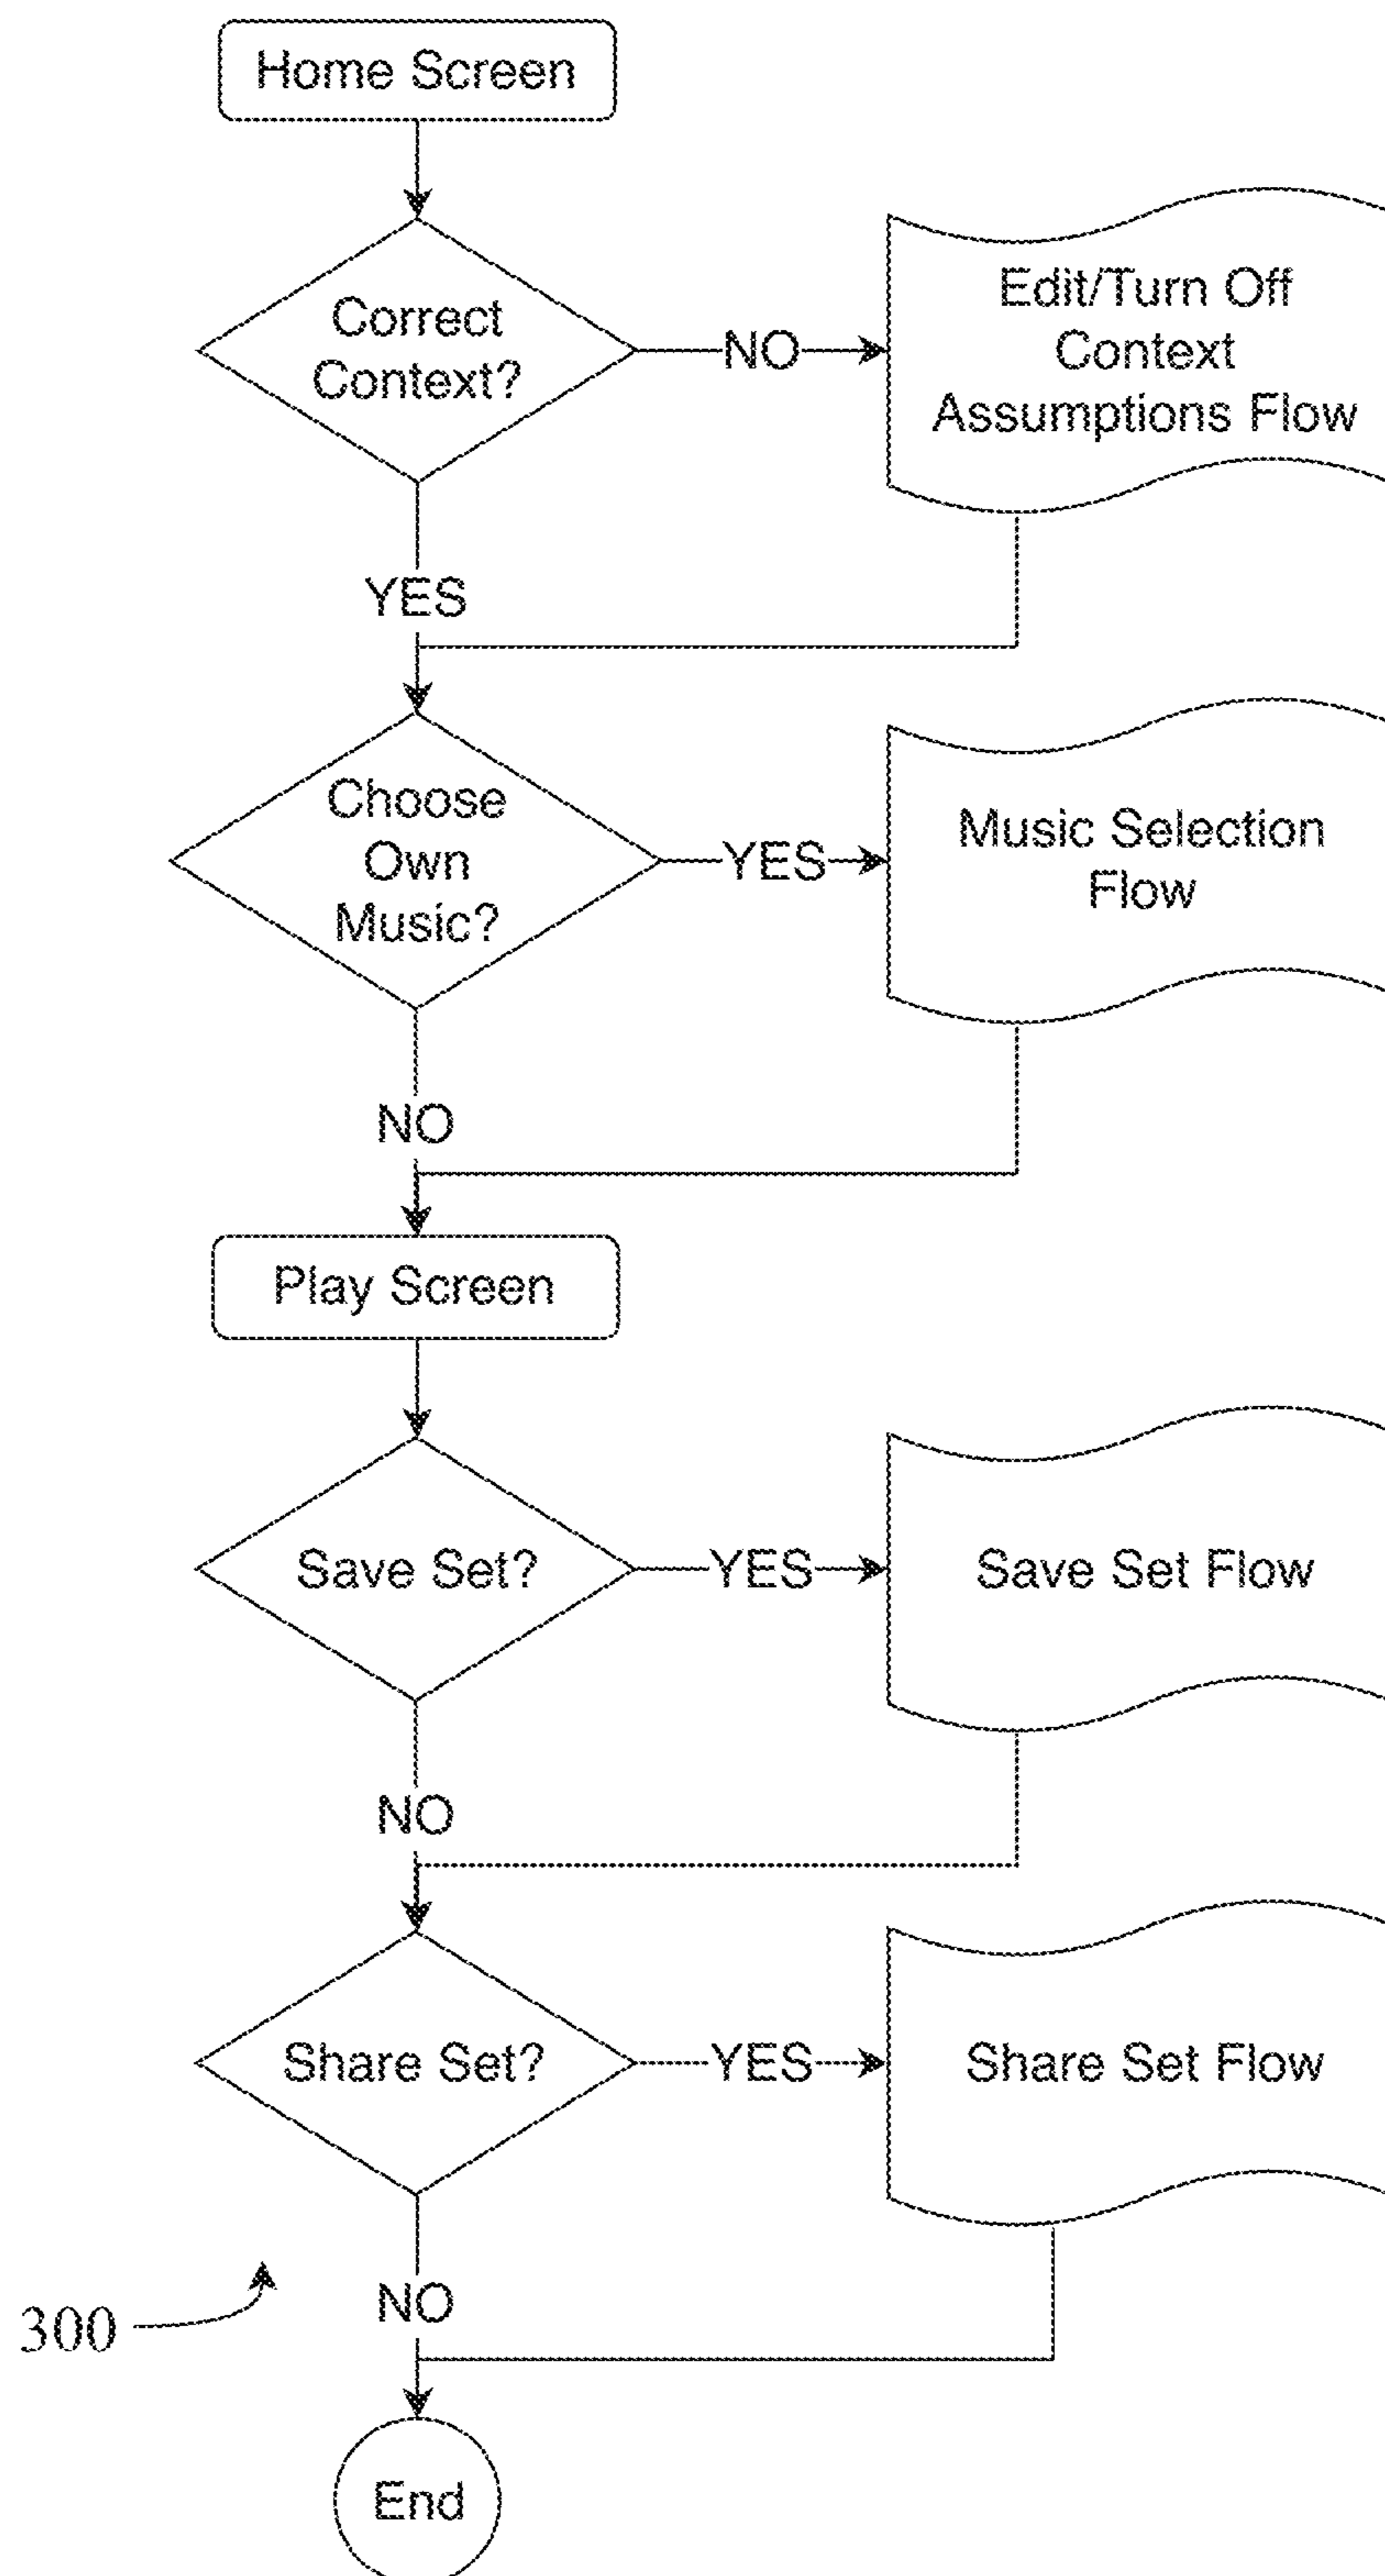 Home Screen
Correct
Context?
NO
Edit/Turn Off
Context
Assumptions Flow
YES
Choose
Own
Music?
YES
Music Selection
Flow
NO
Play Screen
Save Set?
YES
Save Set Flow
NO
Share Set?
YES
Share Set Flow
NO
300
End